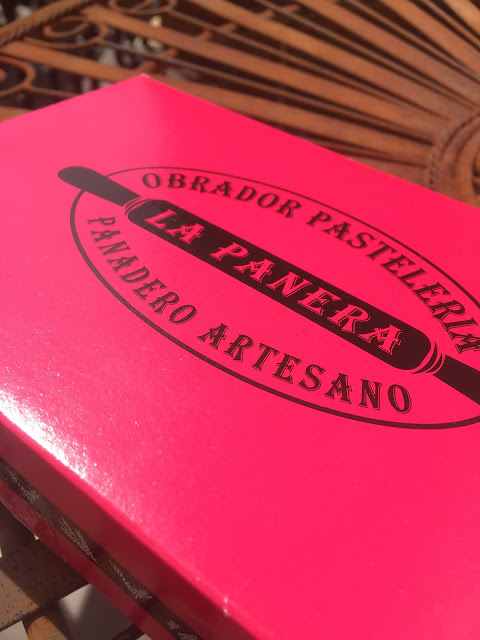 OBRADOR PASTELERIA
LA PANERA
PANADERO ARTESANO